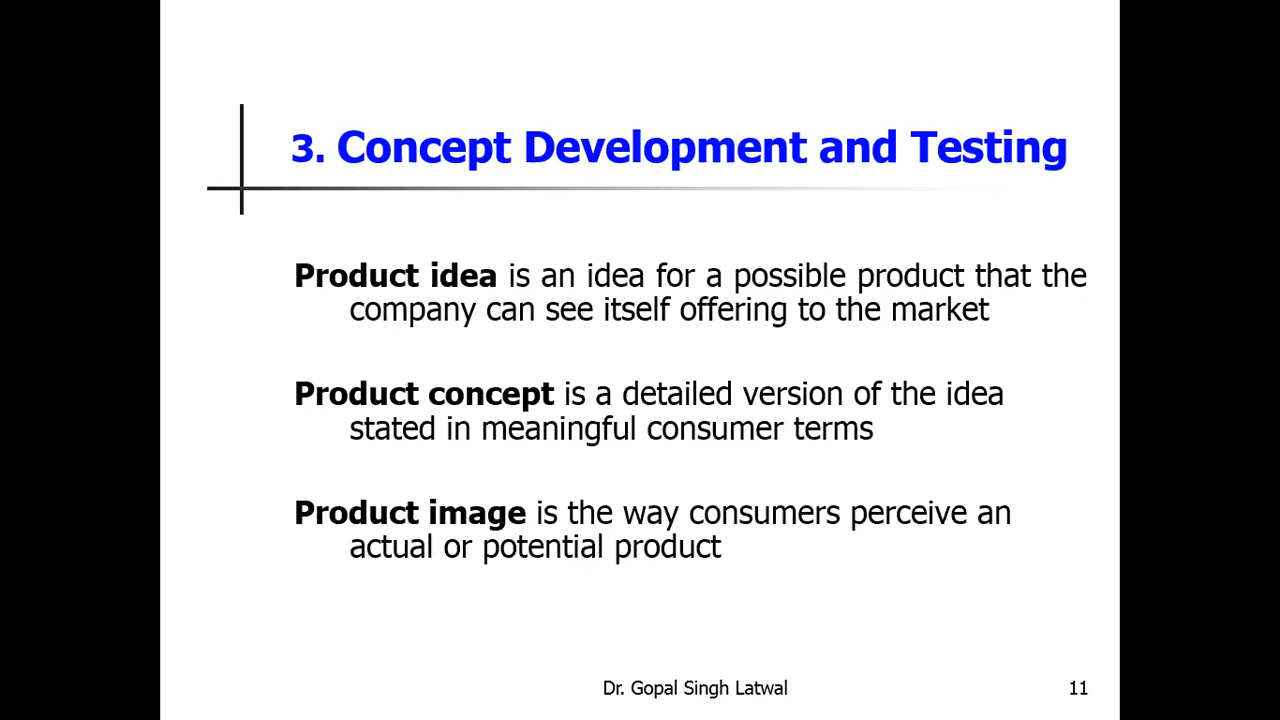 3. Concept Development and Testing
Product idea is an idea for a possible product that the
company can see itself offering to the market
Product concept is a detailed version of the idea
stated in meaningful consumer terms
Product image is the way consumers perceive an
actual or potential product
Dr. Gopal Singh Latwal
11